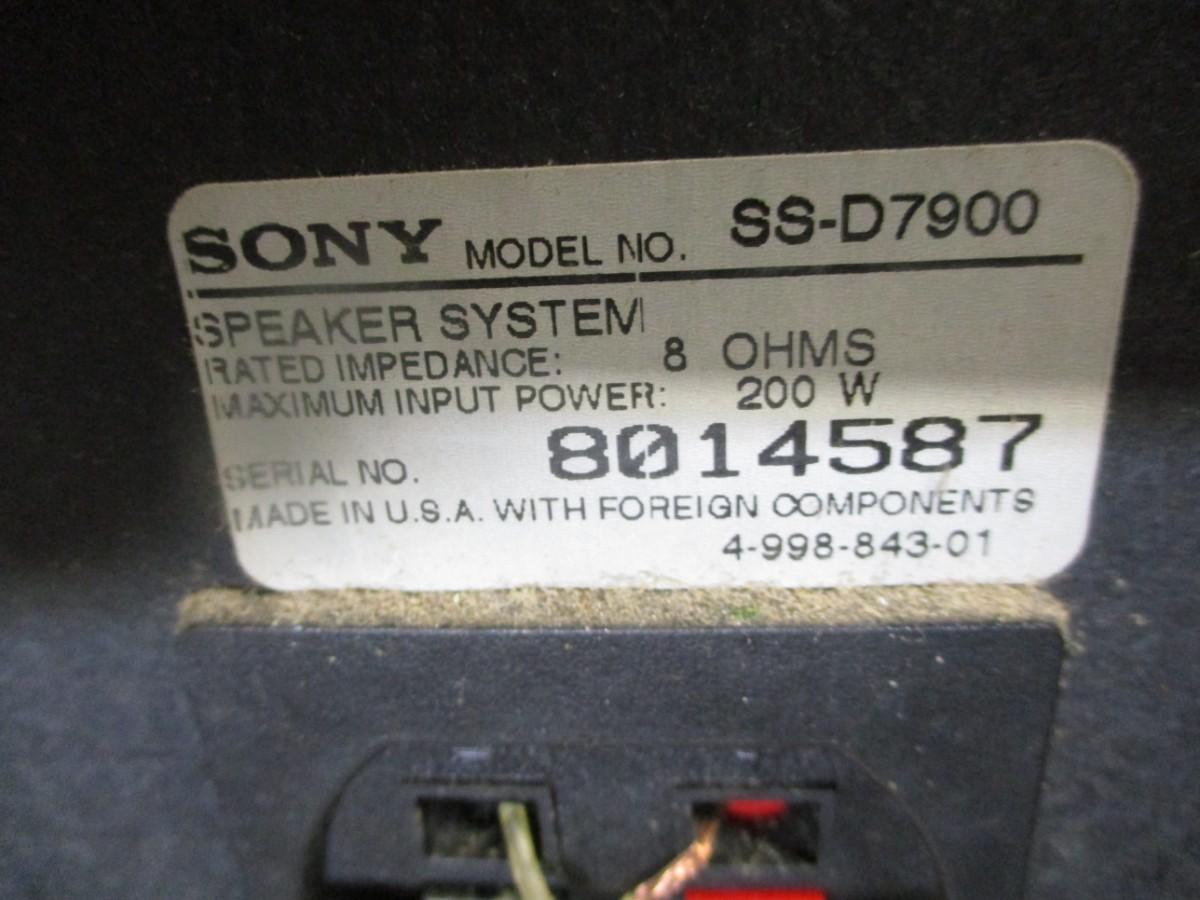 SONY MODEL NO. SS-D7900
SPEAKER SYSTEM
RATED IMPEDANCE: 8 OHMS
MAXIMUM INPUT POWER: 200 W
SERIAL NO. 8014587
MADE IN U.S.A. WITH FOREIGN COMPONENTS
4-998-843-01